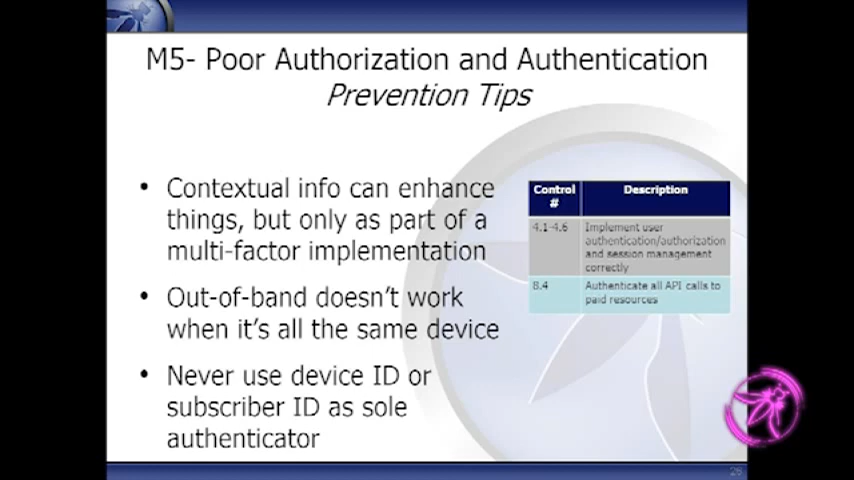 M5- Poor Authorization and Authentication
Prevention Tips
• Contextual info can enhance
things, but only as part of a
multi-factor implementation
• Out-of-band doesn't work
when it's all the same device
• Never use device ID or
subscriber ID as sole
authenticator
Control
#
Description
4.1-4.6
Implement user
authentication/authorization
and session management
correctly
8.4
Authenticate all API calls to
paid resources
26